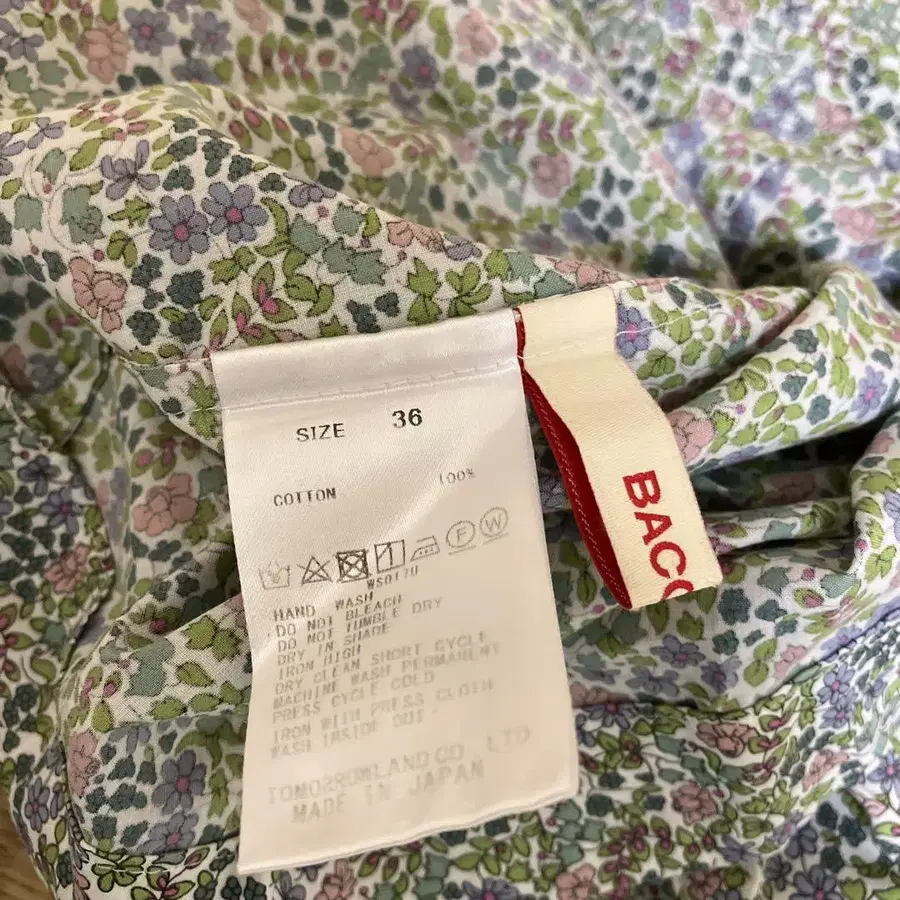 SIZE 36
COTTON 100%
WS017U
HAND WASH
DO NOT BLEACH
DO NOT TUMBLE DRY
DRY IN SHADE
IRON HIGH
DRY CLEAN SHORT CYCLE
MACHINE WASH PERMANENT
PRESS CYCLE COLD
IRON WITH PRESS CLOTH
WASH INSIDE OUT.
TOMORROWLAND CO., LTD
MADE IN JAPAN
BACC